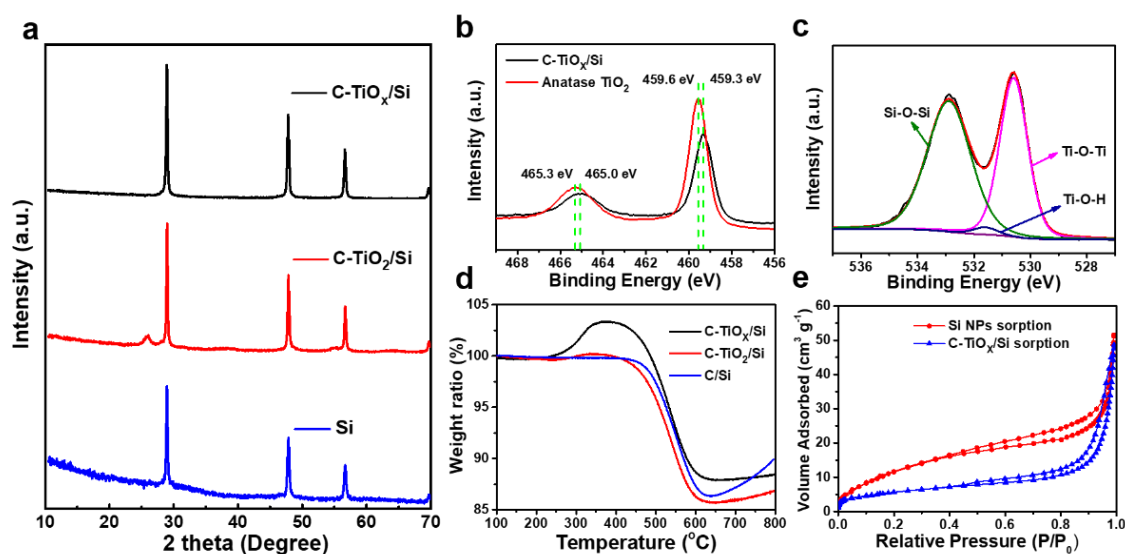 a
Intensity (a.u.)
C-TiOₓ/Si
C-TiO₂/Si
Si
10 20 30 40 50 60 70
2 theta (Degree)
b
Intensity (a.u.)
C-TiOₓ/Si
Anatase TiO₂
459.6 eV
459.3 eV
465.3 eV
465.0 eV
468 466 464 462 460 458 456
Binding Energy (eV)
c
Intensity (a.u.)
Si-O-Si
Ti-O-Ti
Ti-O-H
536 534 532 530 528
Binding Energy (eV)
d
Weight ratio (%)
105
100
95
90
85
C-TiOₓ/Si
C-TiO₂/Si
C/Si
100 200 300 400 500 600 700 800
Temperature (°C)
e
Volume Adsorbed (cm³ g⁻¹)
60
50
40
30
20
10
0
Si NPs sorption
C-TiOₓ/Si sorption
0.0 0.2 0.4 0.6 0.8 1.0
Relative Pressure (P/P₀)